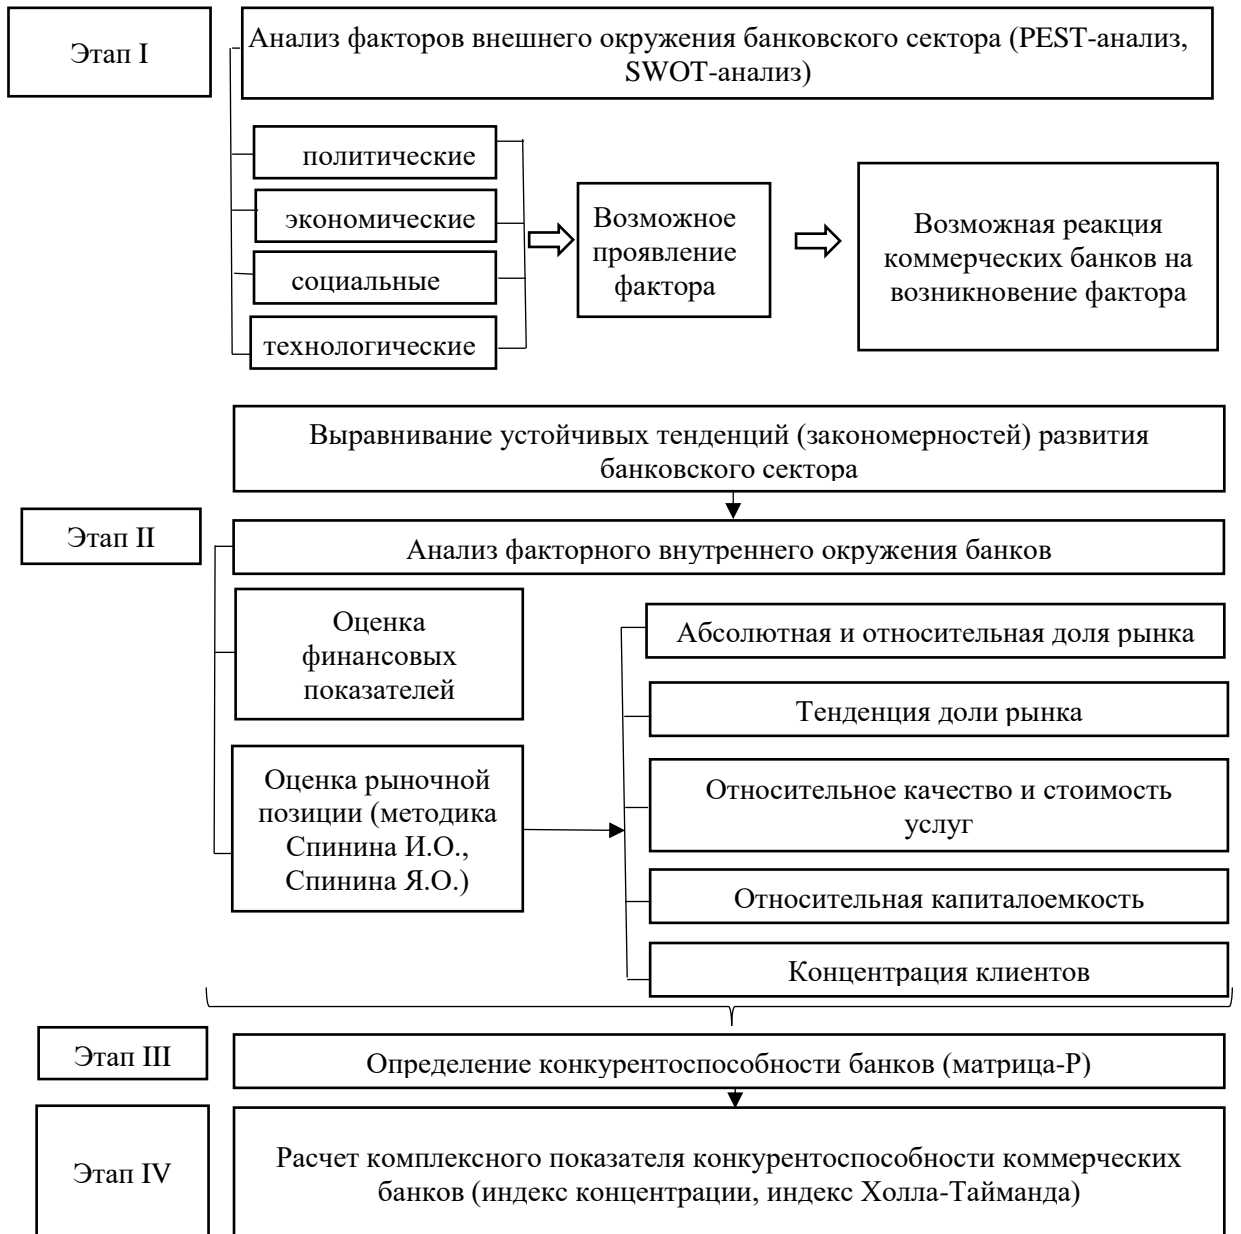 Этап I
Анализ факторов внешнего окружения банковского сектора (PEST-анализ,
SWOT-анализ)
политические
экономические
социальные
технологические
Возможное
проявление
фактора
Возможная реакция
коммерческих банков на
возникновение фактора
Выравнивание устойчивых тенденций (закономерностей) развития
банковского сектора
Этап II
Анализ факторного внутреннего окружения банков
Оценка
финансовых
показателей
Оценка рыночной
позиции (методика
Спинина И.О.,
Спинина Я.О.)
Абсолютная и относительная доля рынка
Тенденция доли рынка
Относительное качество и стоимость
услуг
Относительная капиталоемкость
Концентрация клиентов
Этап III
Определение конкурентоспособности банков (матрица-P)
Этап IV
Расчет комплексного показателя конкурентоспособности коммерческих
банков (индекс концентрации, индекс Холла-Тайманда)